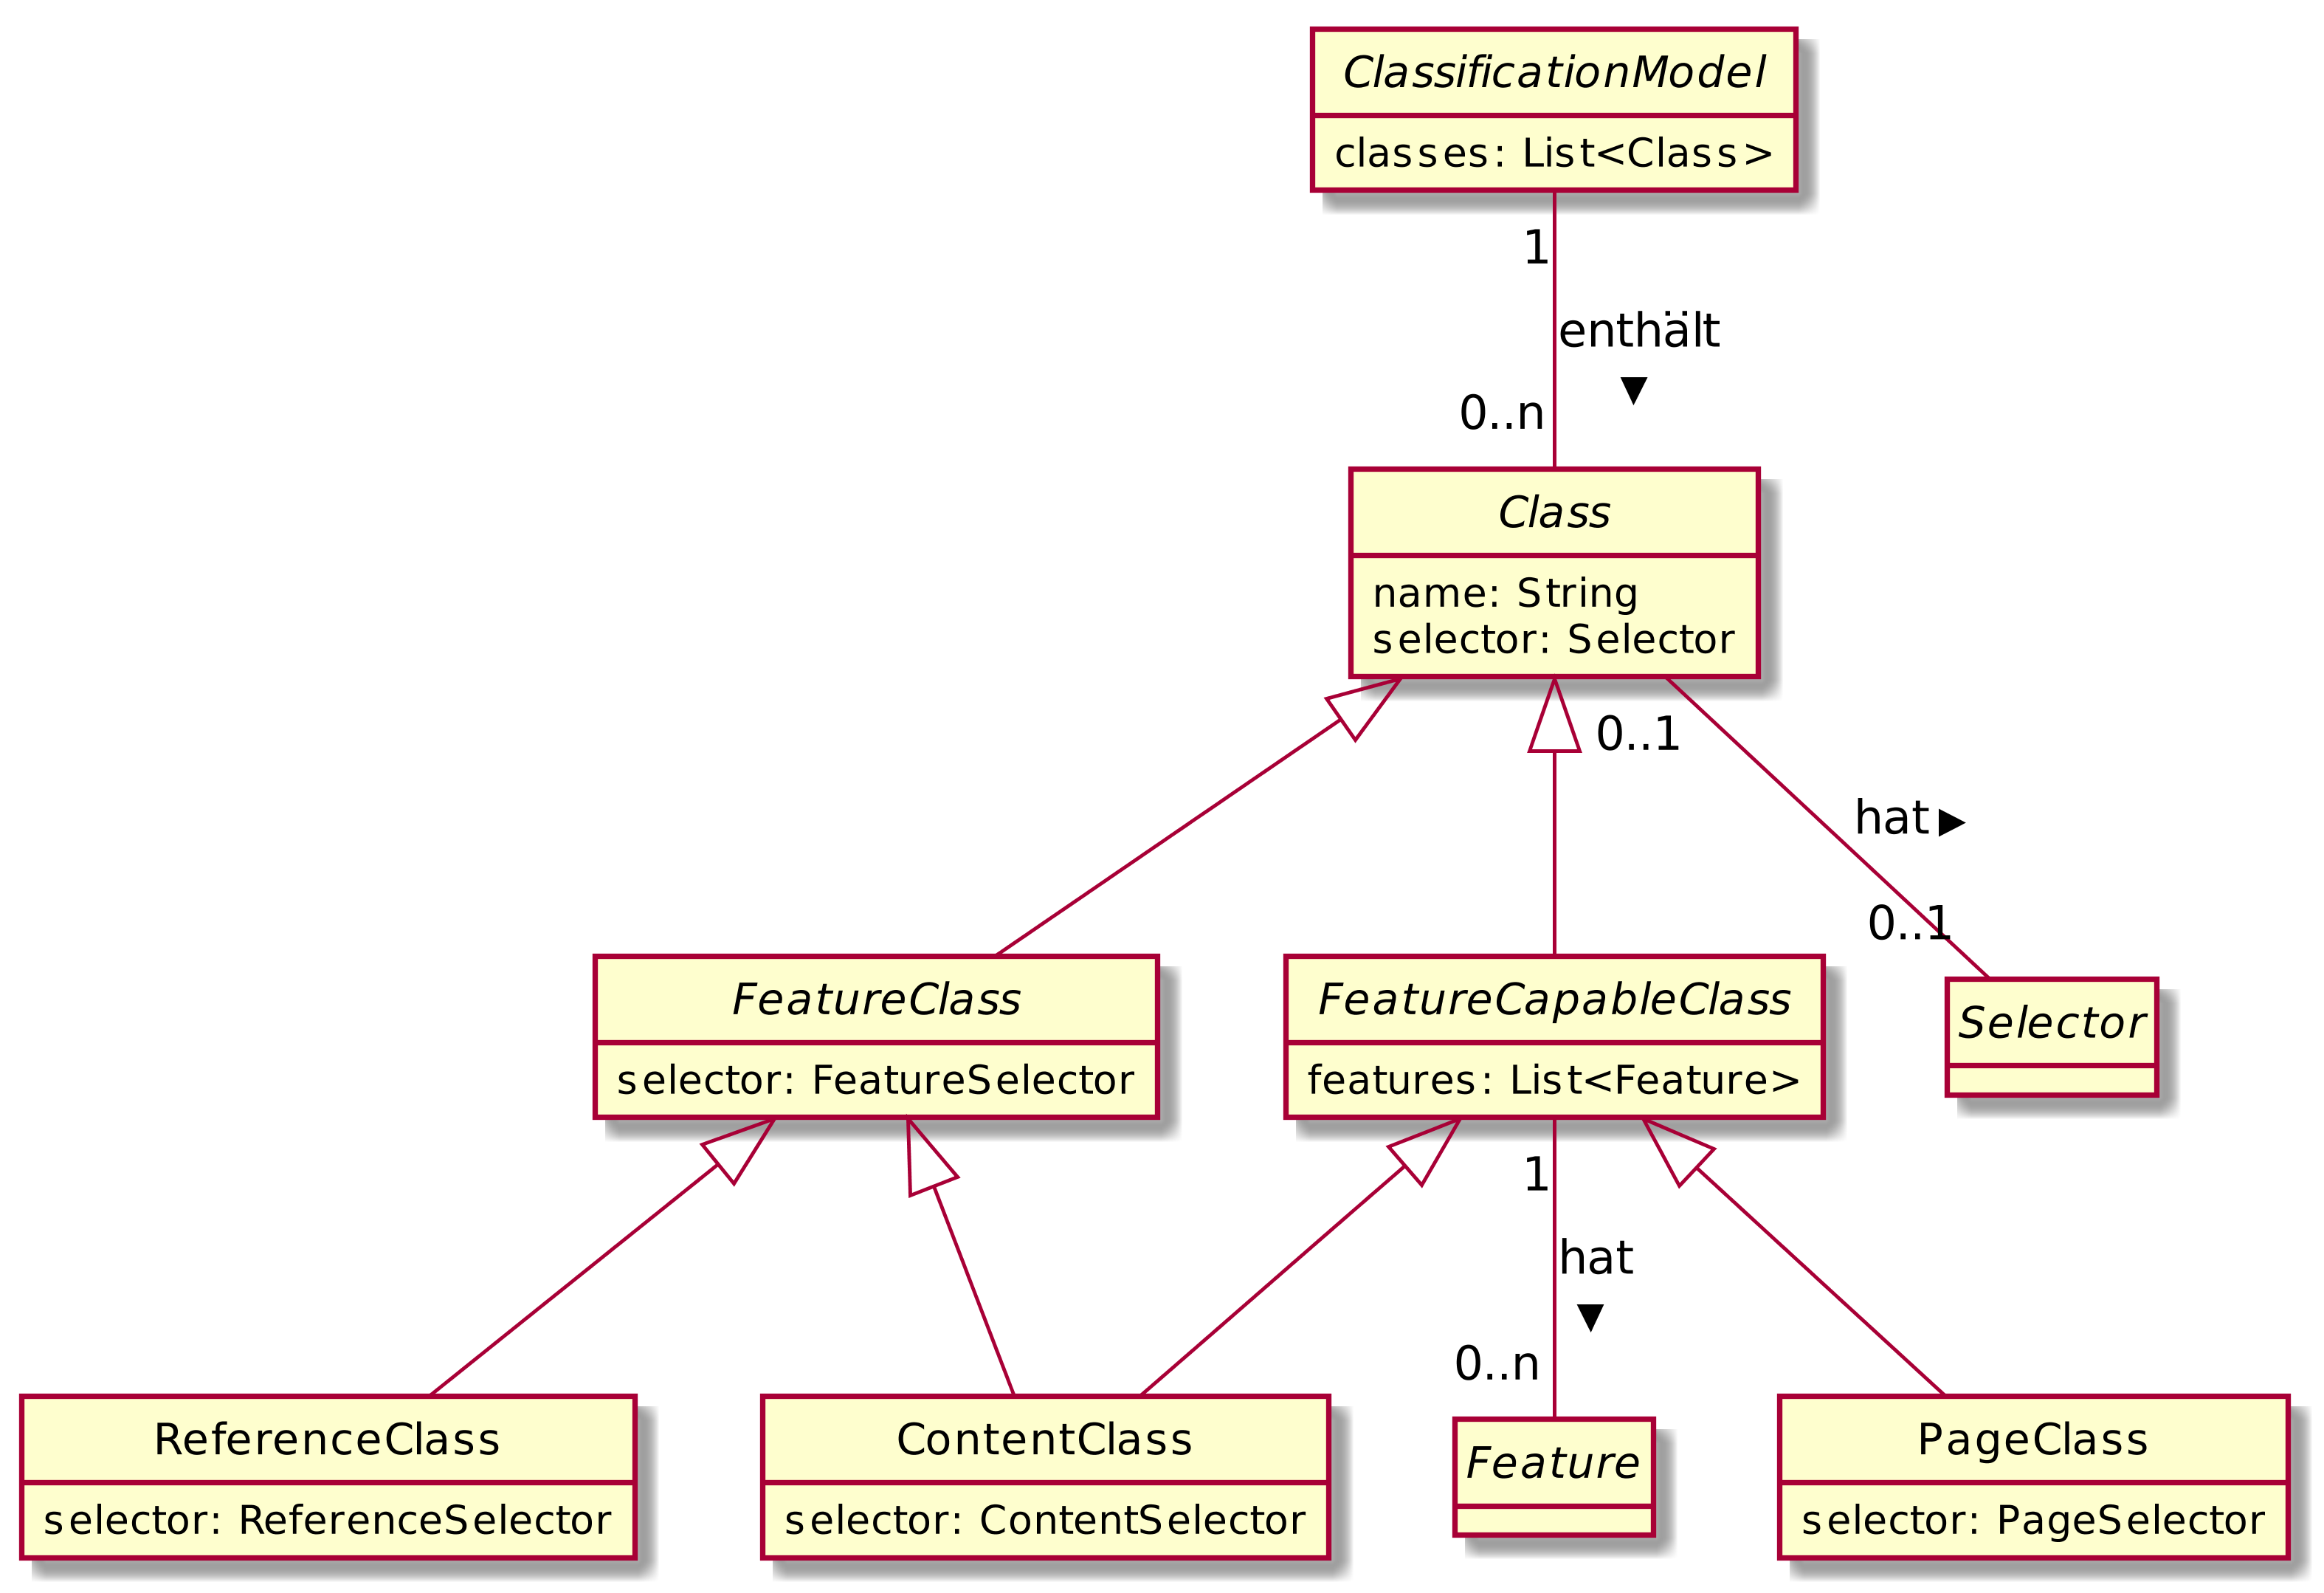 ClassificationModel
classes: List<Class>
1
enthält
0..n
Class
name: String
selector: Selector
0..1
hat
0..1
FeatureClass
selector: FeatureSelector
FeatureCapableClass
features: List<Feature>
Selector
1
hat
0..n
ReferenceClass
selector: ReferenceSelector
ContentClass
selector: ContentSelector
Feature
PageClass
selector: PageSelector